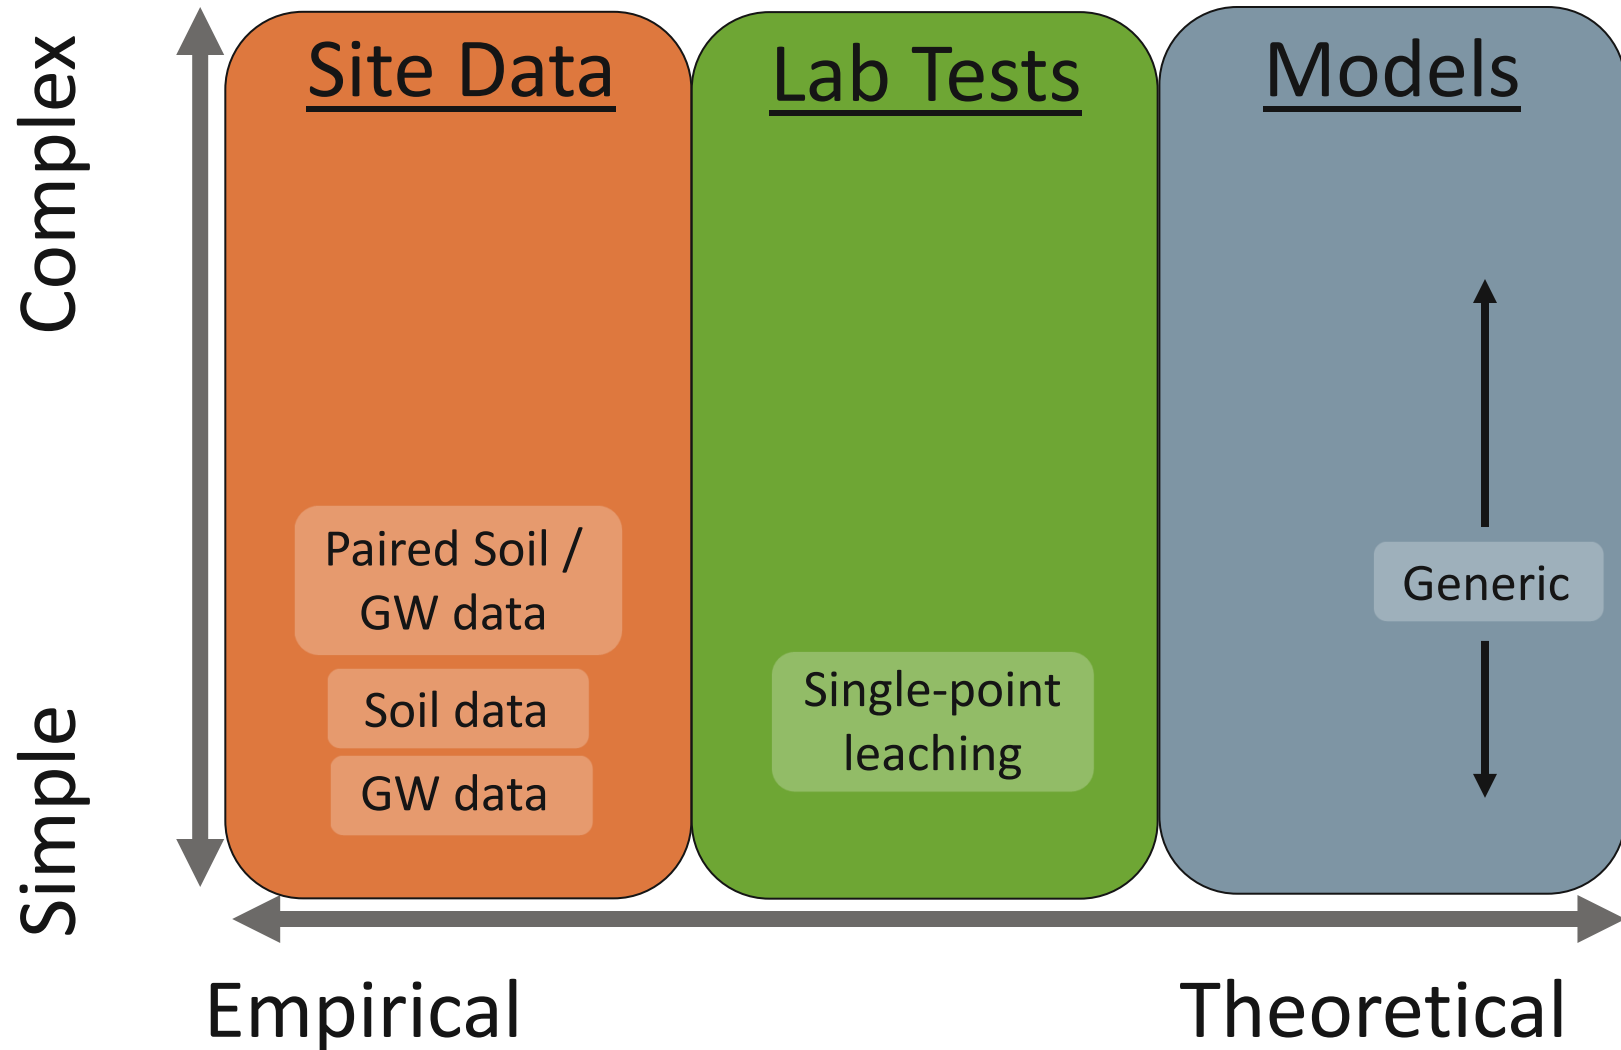 Complex
Simple
Site Data
Paired Soil /
GW data
Soil data
GW data
Lab Tests
Single-point
leaching
Models
Generic
Empirical
Theoretical